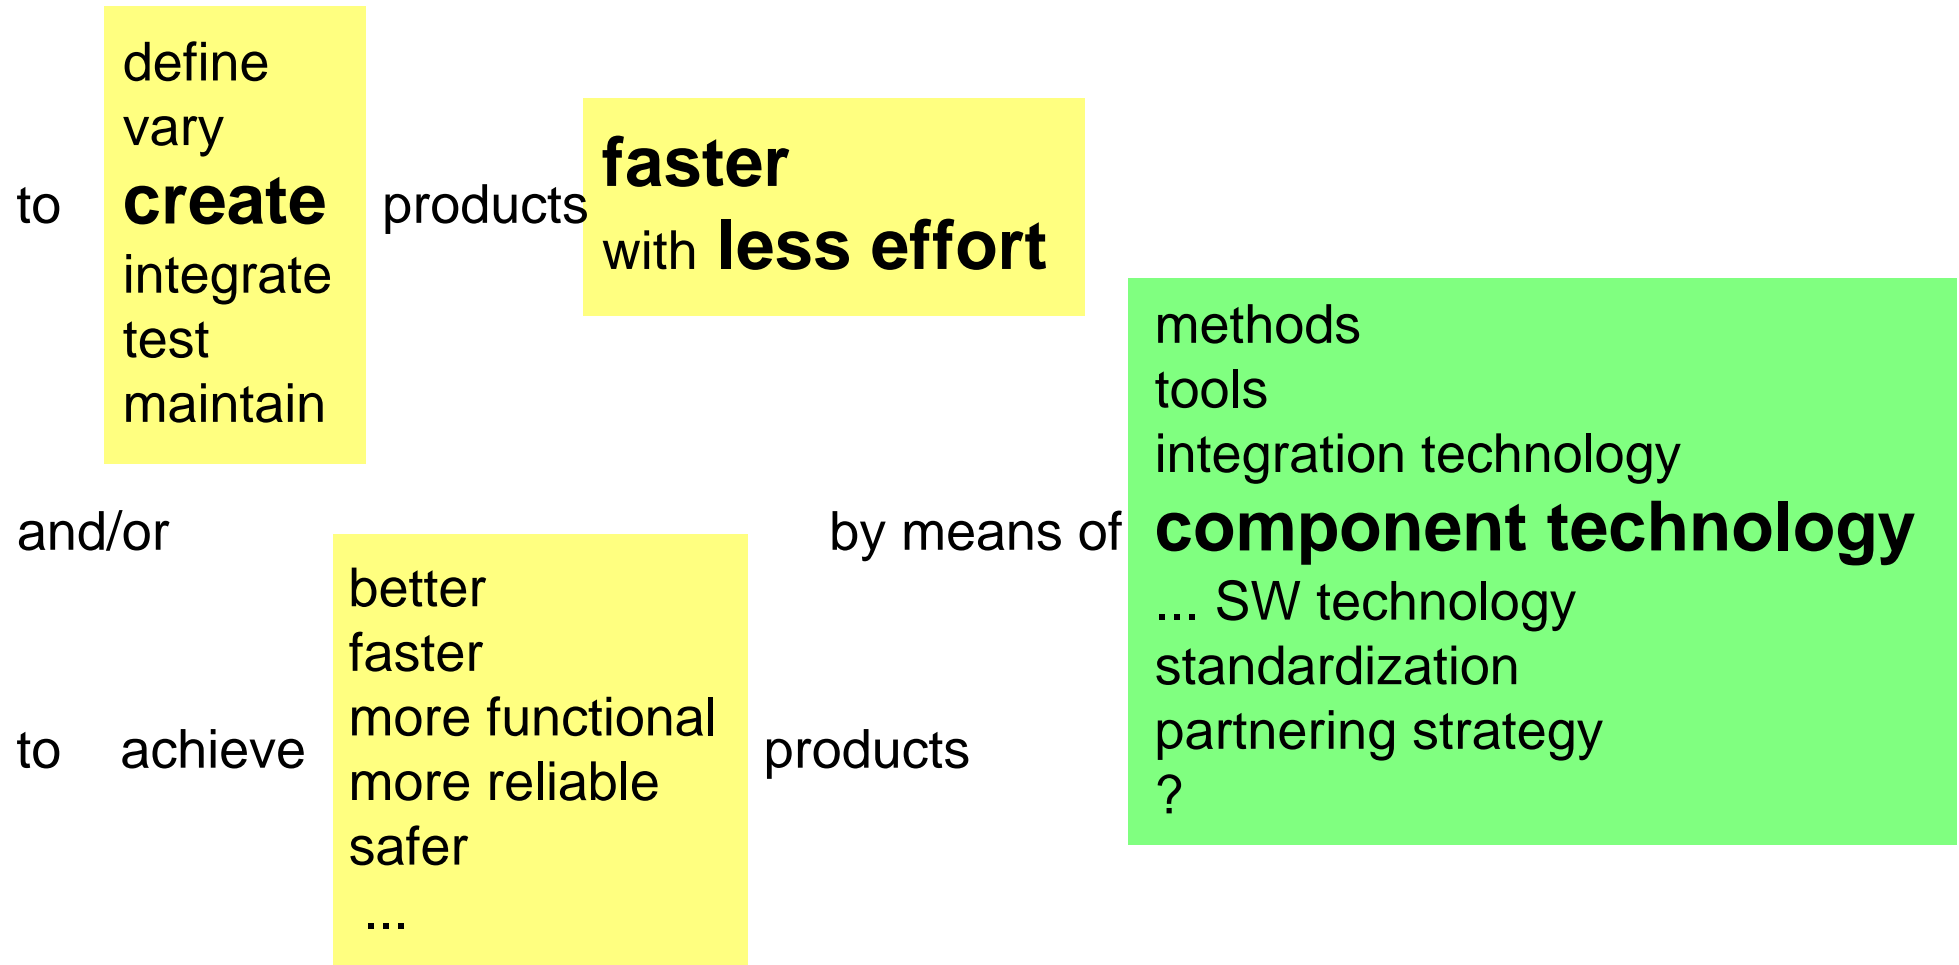 to
define
vary
create
integrate
test
maintain
products
faster
with less effort
and/or
to achieve
better
faster
more functional
more reliable
safer
...
products
by means of
methods
tools
integration technology
component technology
... SW technology
standardization
partnering strategy
?